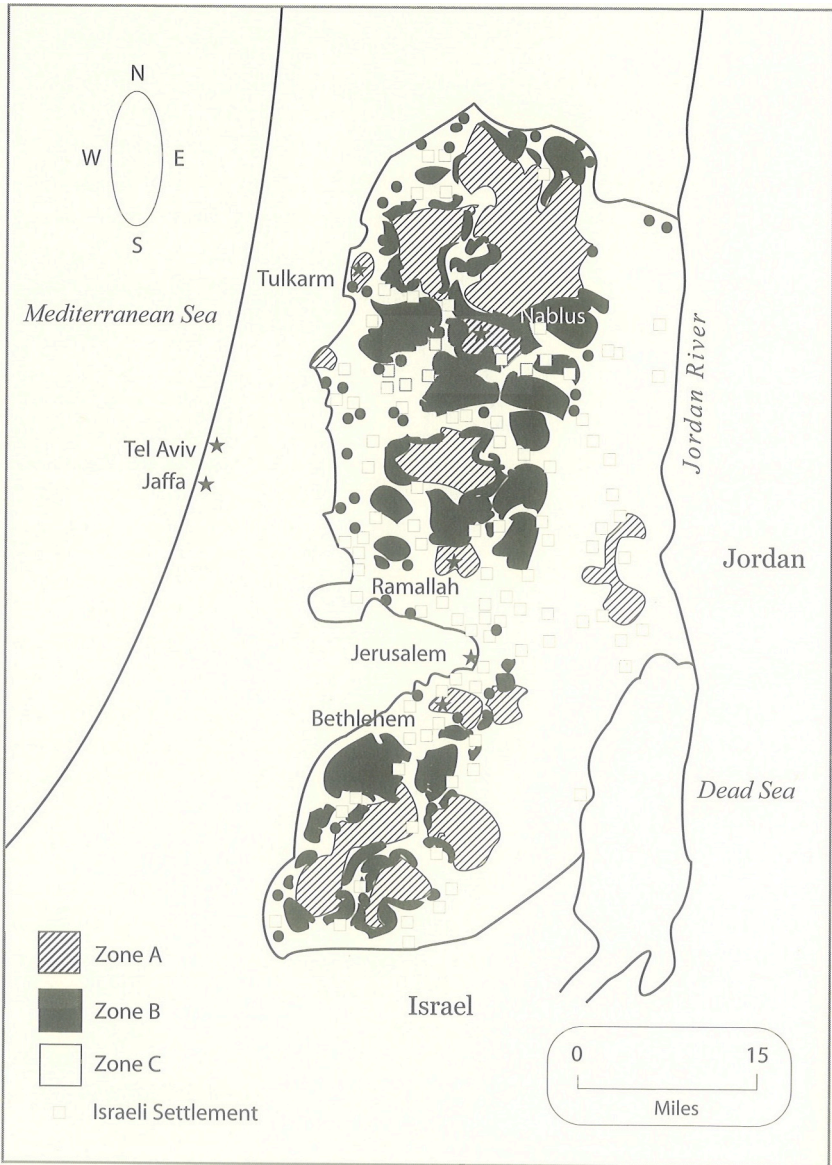 N
W E
S
Tulkarm
Mediterranean Sea
Nablus
Jordan River
Tel Aviv
Jaffa
Jordan
Ramallah
Jerusalem
Bethlehem
Dead Sea
Zone A
Zone B
Zone C
Israeli Settlement
Israel
0 15
Miles